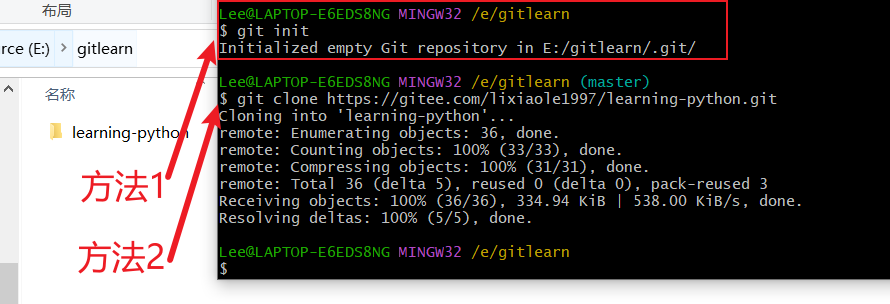 布局
rce (E:) > gitlearn
名称
learning-python
方法1
方法2
Lee@LAPTOP-E6EDS8NG MINGW32 /e/gitlearn
$ git init
Initialized empty Git repository in E:/gitlearn/.git/
Lee@LAPTOP-E6EDS8NG MINGW32 /e/gitlearn (master)
$ git clone https://gitee.com/lixiaole1997/learning-python.git
Cloning into 'learning-python'...
remote: Enumerating objects: 36, done.
remote: Counting objects: 100% (33/33), done.
remote: Compressing objects: 100% (31/31), done.
remote: Total 36 (delta 5), reused 0 (delta 0), pack-reused 3
Receiving objects: 100% (36/36), 334.94 KiB | 538.00 KiB/s, done.
Resolving deltas: 100% (5/5), done.
Lee@LAPTOP-E6EDS8NG MINGW32 /e/gitlearn
$